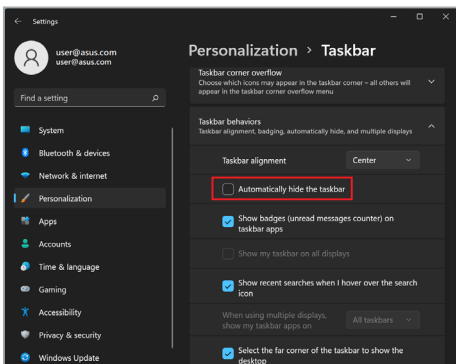 Settings
user@asus.com
user@asus.com
Find a setting
System
Bluetooth & devices
Network & internet
Personalization
Apps
Accounts
Time & language
Gaming
Accessibility
Privacy & security
Windows Update
Personalization > Taskbar
Taskbar corner overflow
Choose which icons may appear in the taskbar corner – all others will
appear in the taskbar corner overflow menu
Taskbar behaviors
Taskbar alignment, badging, automatically hide, and multiple displays
Taskbar alignment
Center
Automatically hide the taskbar
Show badges (unread messages counter) on
taskbar apps
Show my taskbar on all displays
Show recent searches when I hover over the search
icon
When using multiple displays,
show my taskbar apps on
All taskbars
Select the far corner of the taskbar to show the
desktop